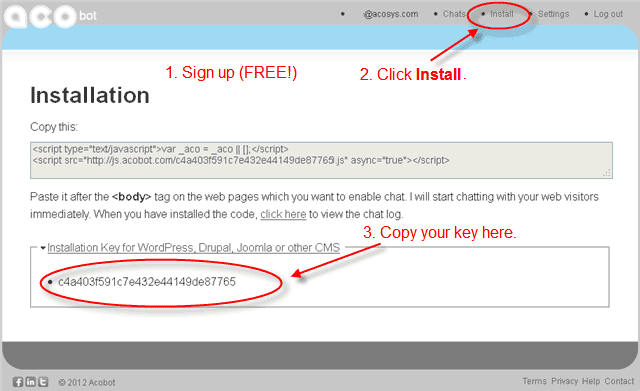 aco bot
@acosys.com
Chats
Install
Settings
Log out
1. Sign up (FREE!)
2. Click Install.
Installation
Copy this:
<script type="text/javascript">var _aco = _aco || [];</script>
<script src="http://js.acobot.com/c4a403f591c7e432e44149de87765l.js" async="true"></script>
Paste it after the <body> tag on the web pages which you want to enable chat. I will start chatting with your web visitors
immediately. When you have installed the code, click here to view the chat log.
3. Copy your key here.
Installation Key for WordPress, Drupal, Joomla or other CMS
c4a403f591c7e432e44149de87765
© 2012 Acobot
Terms Privacy Help Contact